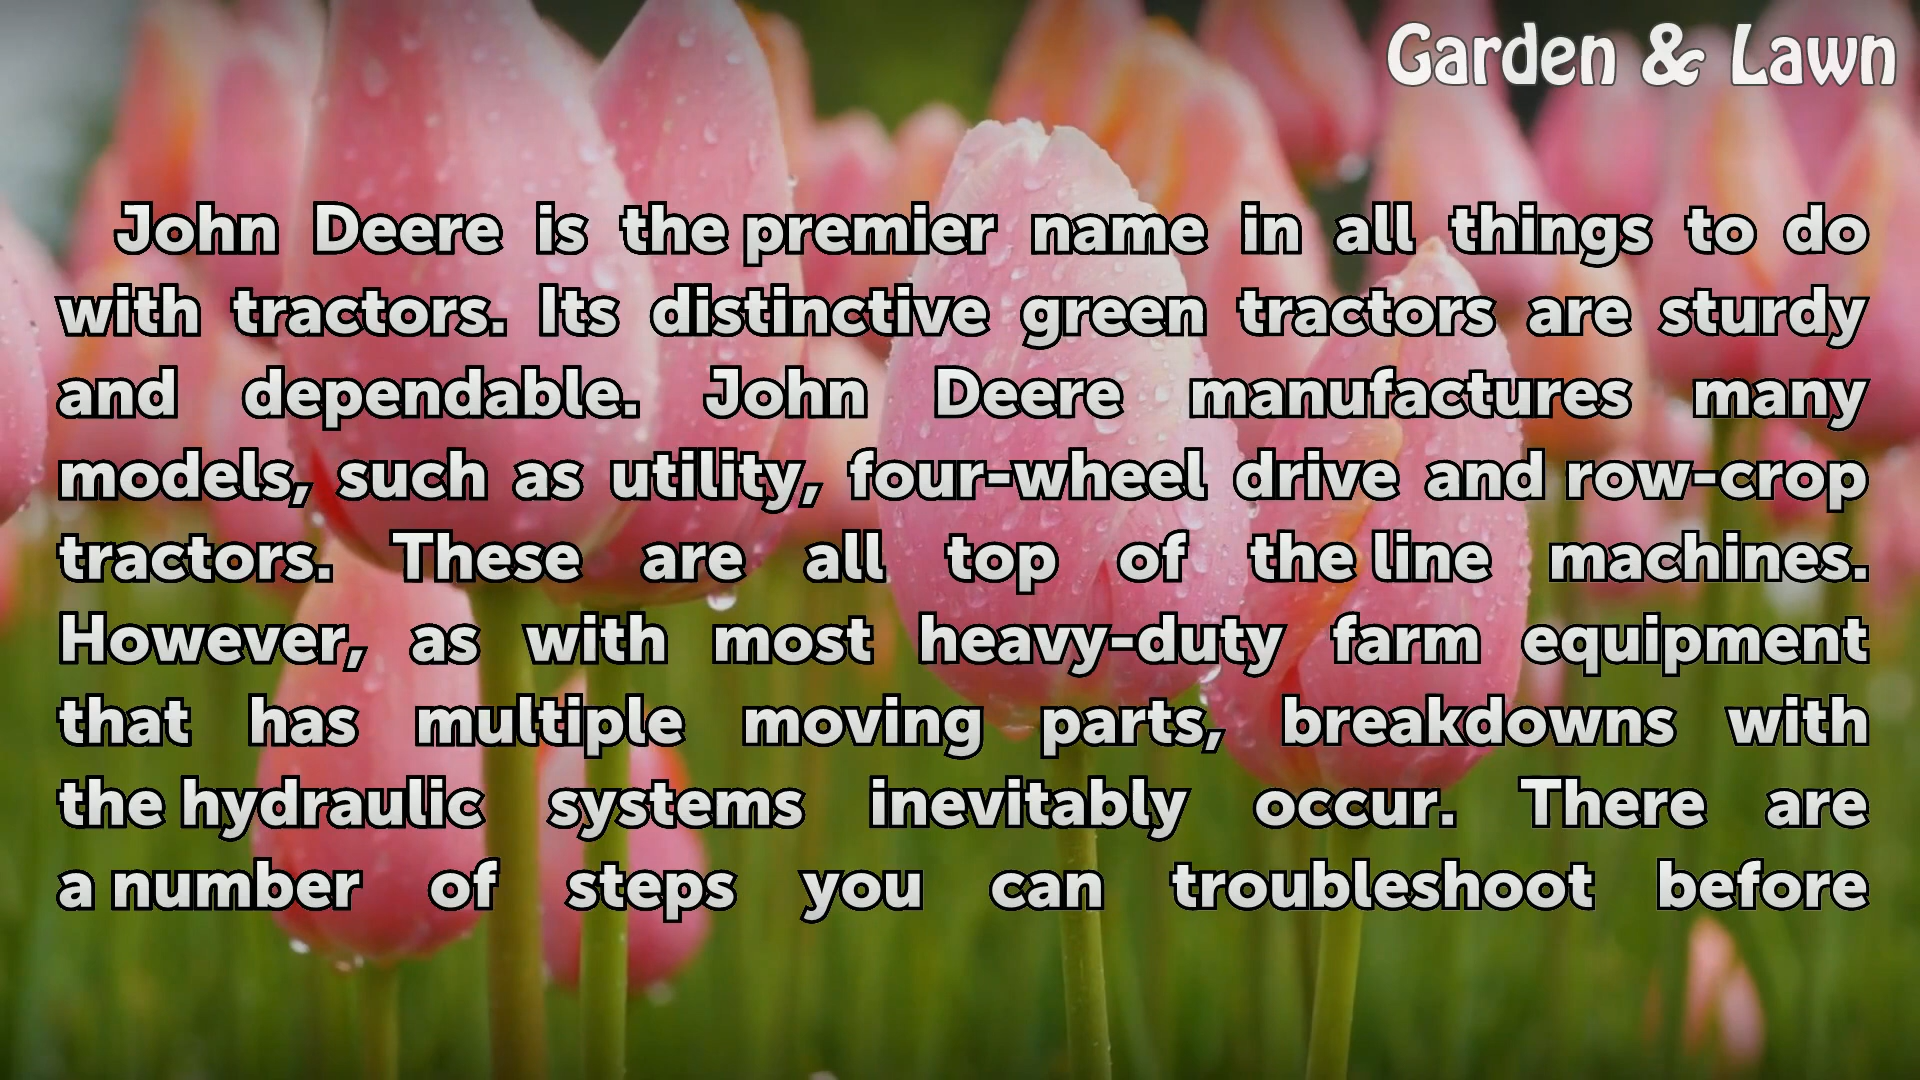 Garden & Lawn
John Deere is the premier name in all things to do
with tractors. Its distinctive green tractors are sturdy
and dependable. John Deere manufactures many
models, such as utility, four-wheel drive and row-crop
tractors. These are all top of the line machines.
However, as with most heavy-duty farm equipment
that has multiple moving parts, breakdowns with
the hydraulic systems inevitably occur. There are
a number of steps you can troubleshoot before